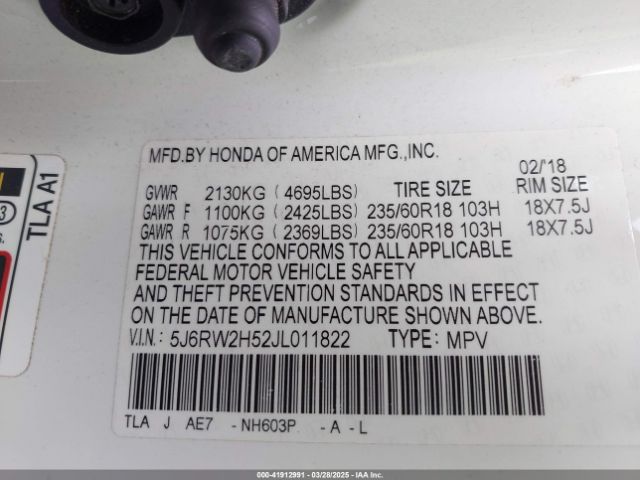 MFD.BY HONDA OF AMERICA MFG.,INC.
02/'18
GVWR 2130KG ( 4695LBS) TIRE SIZE RIM SIZE
GAWR F 1100KG ( 2425LBS) 235/60R18 103H 18X7.5J
GAWR R 1075KG ( 2369LBS) 235/60R18 103H 18X7.5J
THIS VEHICLE CONFORMS TO ALL APPLICABLE
FEDERAL MOTOR VEHICLE SAFETY
AND THEFT PREVENTION STANDARDS IN EFFECT
ON THE DATE OF MANUFACTURE SHOWN ABOVE.
V.I.N.: 5J6RW2H52JL011822 TYPE: MPV
TLA J AE7 -NH603P -A -L
TLA A1
3
000-41912991 | 03/28/2025 - IAA Inc.